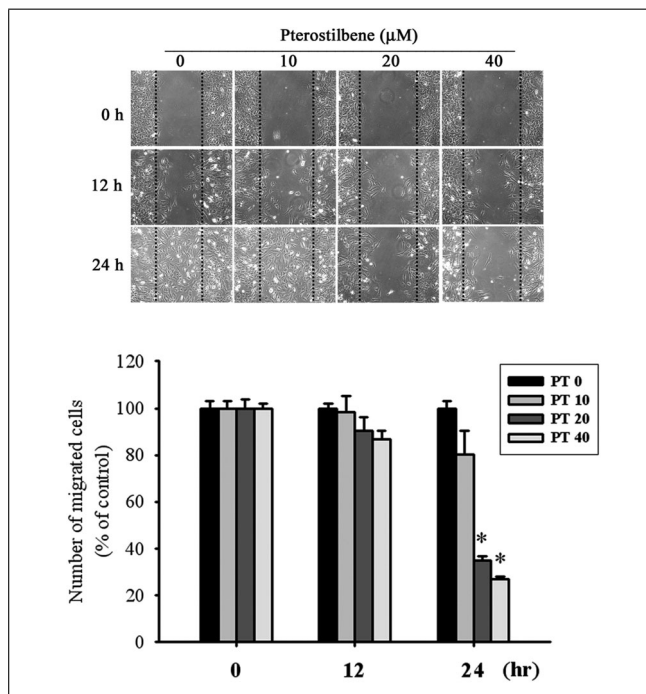 Pterostilbene (μM)
0 10 20 40
0 h
12 h
24 h
120
100
80
60
40
20
0
Number of migrated cells
(% of control)
PT 0
PT 10
PT 20
PT 40
* *
0 12 24 (hr)